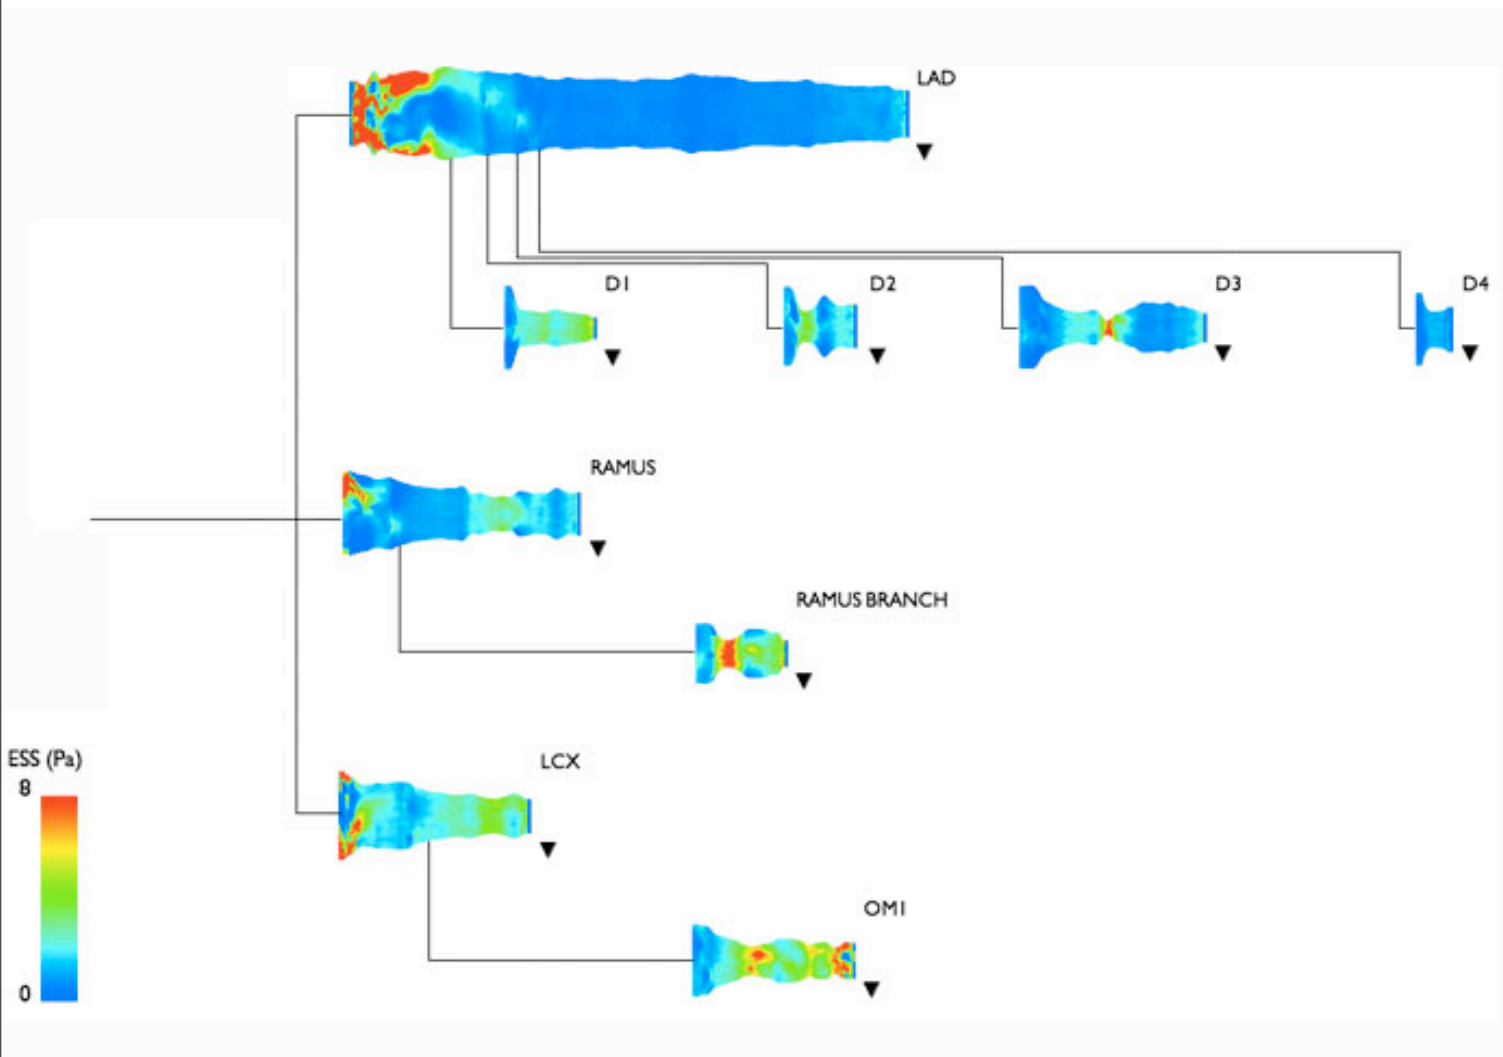 LAD
D1
D2
D3
D4
RAMUS
RAMUS BRANCH
ESS (Pa)
LCX
8
OM1
0